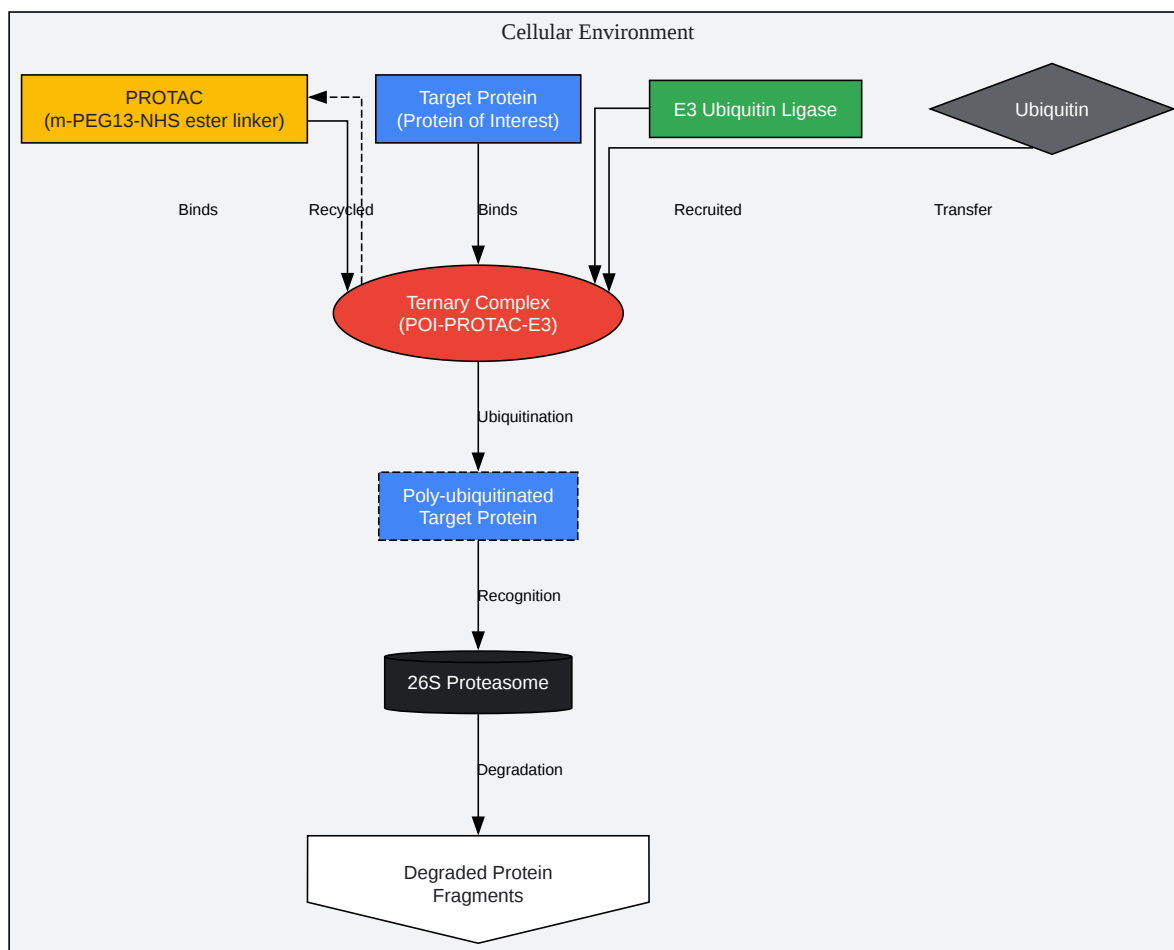 Cellular Environment
PROTAC
(m-PEG13-NHS ester linker)
Target Protein
(Protein of Interest)
E3 Ubiquitin Ligase
Ubiquitin
Binds
Recycled
Binds
Recruited
Transfer
Ternary Complex
(POI-PROTAC-E3)
Ubiquitination
Poly-ubiquitinated
Target Protein
Recognition
26S Proteasome
Degradation
Degraded Protein
Fragments